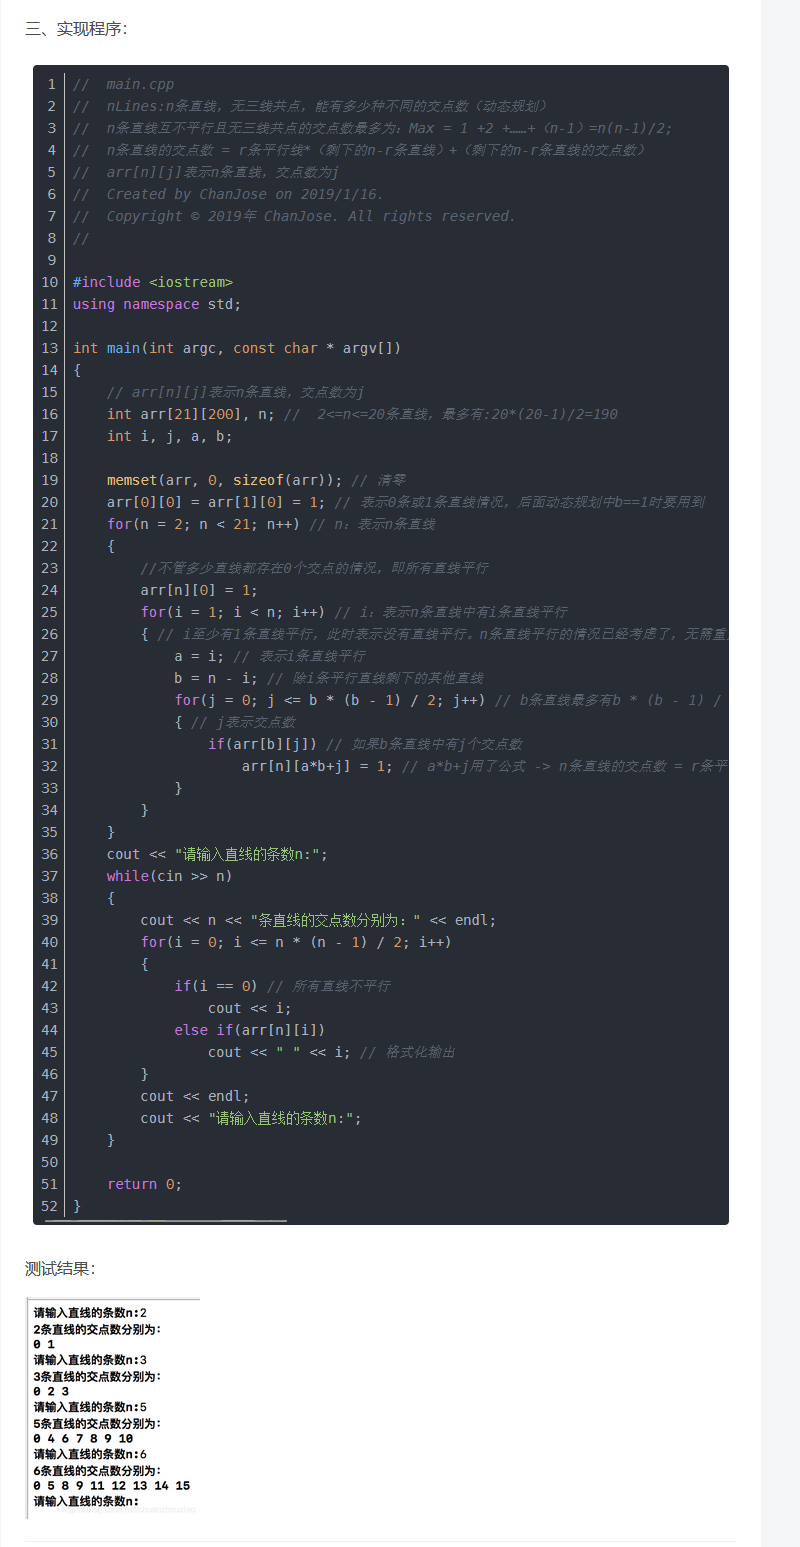 三、实现程序：
1 //  main.cpp
2 //  nLines:n条直线，无三线共点，能有多少种不同的交点数（动态规划）
3 //  n条直线互不平行且无三线共点的交点数最多为：Max = 1 +2 +……+（n-1）=n(n-1)/2;
4 //  n条直线的交点数 = r条平行线*（剩下的n-r条直线）+（剩下的n-r条直线的交点数）
5 //  arr[n][j]表示n条直线，交点数为j
6 //  Created by ChanJose on 2019/1/16.
7 //  Copyright © 2019年 ChanJose. All rights reserved.
8 //
9
10 #include <iostream>
11 using namespace std;
12
13 int main(int argc, const char * argv[])
14 {
15     // arr[n][j]表示n条直线，交点数为j
16     int arr[21][200], n; //  2<=n<=20条直线，最多有:20*(20-1)/2=190
17     int i, j, a, b;
18
19     memset(arr, 0, sizeof(arr)); // 清零
20     arr[0][0] = arr[1][0] = 1; // 表示0条或1条直线情况，后面动态规划中b==1时要用到
21     for(n = 2; n < 21; n++) // n：表示n条直线
22     {
23         //不管多少直线都存在0个交点的情况，即所有直线平行
24         arr[n][0] = 1;
25         for(i = 1; i < n; i++) // i：表示n条直线中有i条直线平行
26         { // i至少有1条直线平行，此时表示没有直线平行。n条直线平行的情况已经考虑了，无需重
27             a = i; // 表示i条直线平行
28             b = n - i; // 除i条平行直线剩下的其他直线
29             for(j = 0; j <= b * (b - 1) / 2; j++) // b条直线最多有b * (b - 1) /
30             { // j表示交点数
31                 if(arr[b][j]) // 如果b条直线中有j个交点数
32                     arr[n][a*b+j] = 1; // a*b+j用了公式 -> n条直线的交点数 = r条平
33             }
34         }
35     }
36     cout << "请输入直线的条数n:";
37     while(cin >> n)
38     {
39         cout << n << "条直线的交点数分别为：" << endl;
40         for(i = 0; i <= n * (n - 1) / 2; i++)
41         {
42             if(i == 0) // 所有直线不平行
43                 cout << i;
44             else if(arr[n][i])
45                 cout << " " << i; // 格式化输出
46         }
47         cout << endl;
48         cout << "请输入直线的条数n:";
49     }
50
51     return 0;
52 }
测试结果：
请输入直线的条数n:2
2条直线的交点数分别为：
0 1
请输入直线的条数n:3
3条直线的交点数分别为：
0 2 3
请输入直线的条数n:5
5条直线的交点数分别为：
0 4 6 7 8 9 10
请输入直线的条数n:6
6条直线的交点数分别为：
0 5 8 9 11 12 13 14 15
请输入直线的条数n: